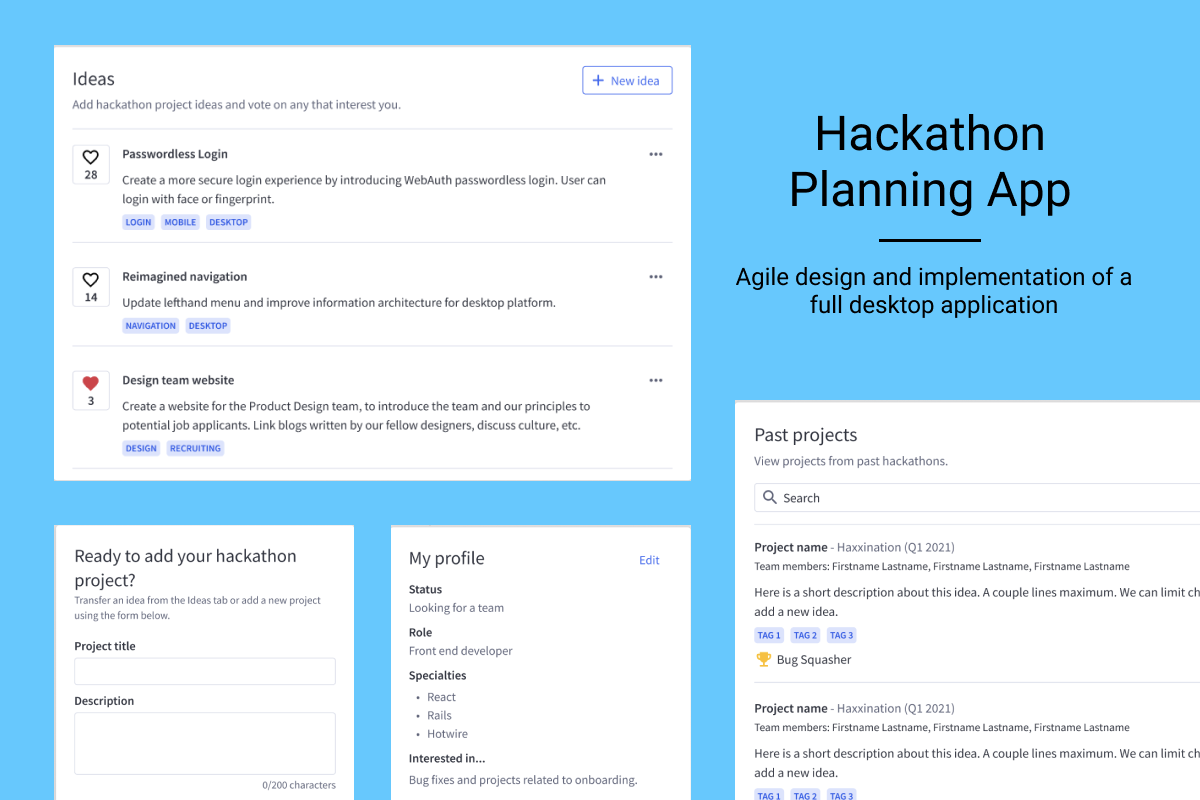 Ideas
New idea
Add hackathon project ideas and vote on any that interest you.
28
Passwordless Login
Create a more secure login experience by introducing WebAuth passwordless login. User can
login with face or fingerprint.
LOGIN MOBILE DESKTOP
14
Reimagined navigation
Update lefthand menu and improve information architecture for desktop platform.
NAVIGATION DESKTOP
3
Design team website
Create a website for the Product Design team, to introduce the team and our principles to
potential job applicants. Link blogs written by our fellow designers, discuss culture, etc.
DESIGN RECRUITING
Hackathon
Planning App
Agile design and implementation of a
full desktop application
Ready to add your hackathon
project?
Transfer an idea from the Ideas tab or add a new project
using the form below.
Project title
Description
0/200 characters
My profile
Edit
Status
Looking for a team
Role
Front end developer
Specialties
• React
• Rails
• Hotwire
Interested in...
Bug fixes and projects related to onboarding.
Past projects
View projects from past hackathons.
Search
Project name - Haxxination (Q1 2021)
Team members: Firstname Lastname, Firstname Lastname, Firstname Lastname
Here is a short description about this idea. A couple lines maximum. We can limit ch
add a new idea.
TAG 1 TAG 2 TAG 3
Bug Squasher
Project name - Haxxination (Q1 2021)
Team members: Firstname Lastname, Firstname Lastname, Firstname Lastname
Here is a short description about this idea. A couple lines maximum. We can limit ch
add a new idea.
TAG 1 TAG 2 TAG 3